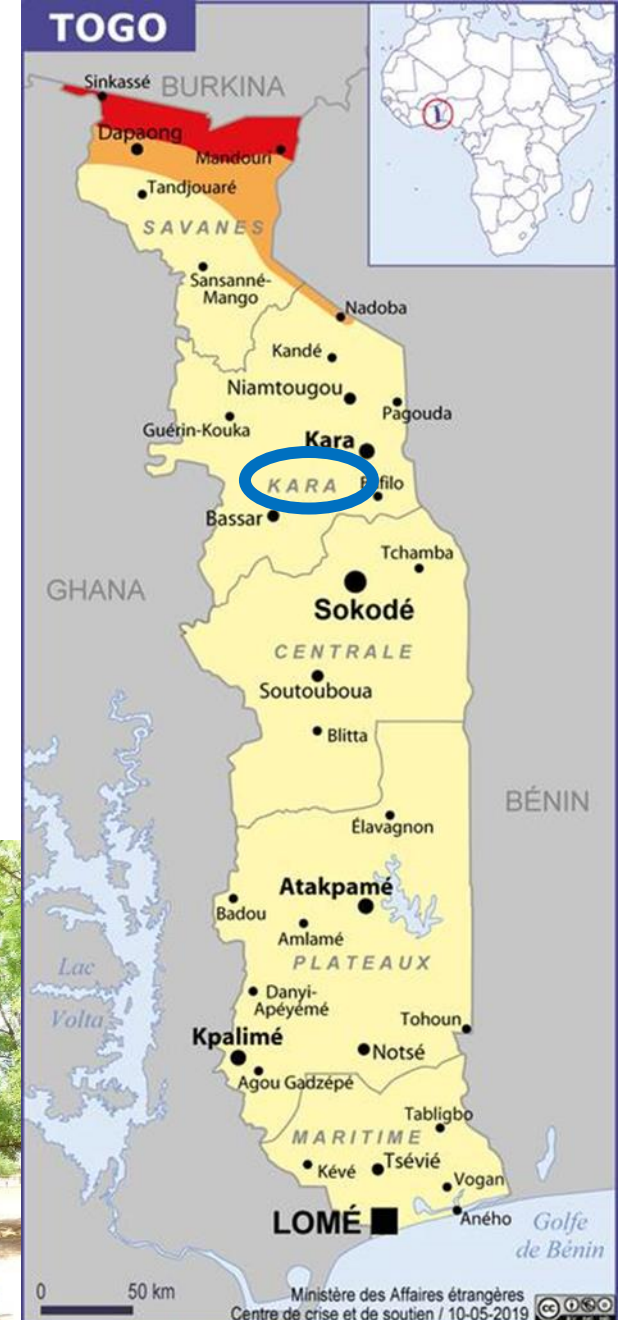 TOGO
Sinkassé
BURKINA
Dapaong
Mandouri
Tandjouaré
SAVANES
Sansanné-
Mango
Nadoba
Kandé
Niamtougou
Pagouda
Guérin-Kouka
Kara
KARA
Bassar
Tchamba
GHANA
Sokodé
CENTRALE
Soutouboua
Blitta
BÉNIN
Élavagnon
Atakpamé
Badou
Amlamé
PLATEAUX
Lac
Volta
Danyi-
Apéyémé
Tohoun
Kpalimé
Notsé
Agou Gadzépé
Tabligbo
MARITIME
Kévé
Tsévié
Vogan
LOMÉ
Aného
Golfe
de Bénin
0 50 km
Ministère des Affaires étrangères
Centre de crise et de soutien / 10-05-2019
cc